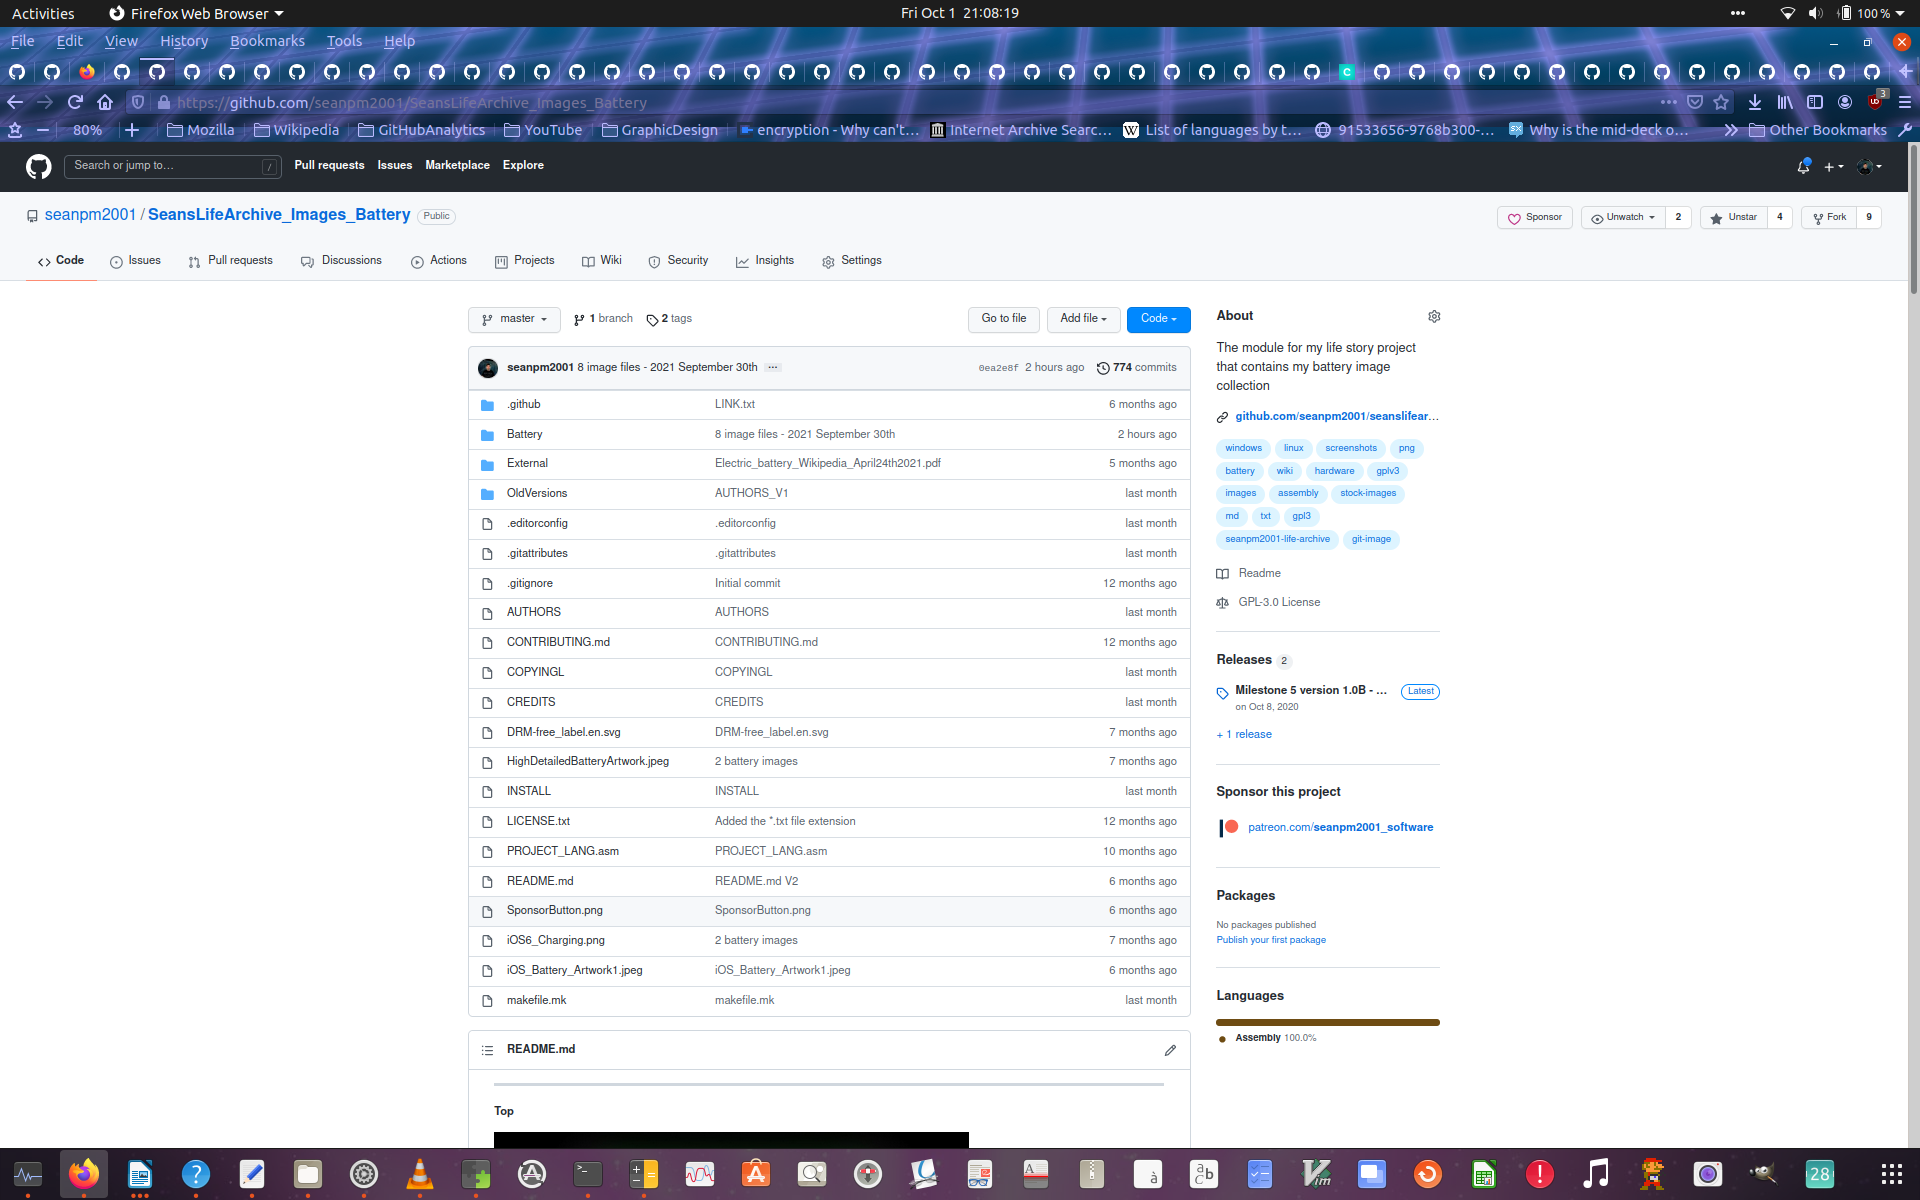 Activities Firefox Web Browser Fri Oct 1 21:08:19 100 %
File Edit View History Bookmarks Tools Help
https://github.com/seanpm2001/SeansLifeArchive_Images_Battery 3
80% Mozilla Wikipedia GitHubAnalytics YouTube GraphicDesign encryption - Why can't… Internet Archive Searc… List of languages by t… 91533656-9768b300-… Why is the mid-deck o… Other Bookmarks
Search or jump to… / Pull requests Issues Marketplace Explore
seanpm2001 / SeansLifeArchive_Images_Battery Public Sponsor Unwatch 2 Unstar 4 Fork 9
Code Issues Pull requests Discussions Actions Projects Wiki Security Insights Settings
master 1 branch 2 tags Go to file Add file Code
seanpm2001 8 image files - 2021 September 30th ... 0ea2e8f 2 hours ago 774 commits
.github LINK.txt 6 months ago
Battery 8 image files - 2021 September 30th 2 hours ago
External Electric_battery_Wikipedia_April24th2021.pdf 5 months ago
OldVersions AUTHORS_V1 last month
.editorconfig .editorconfig last month
.gitattributes .gitattributes last month
.gitignore Initial commit 12 months ago
AUTHORS AUTHORS last month
CONTRIBUTING.md CONTRIBUTING.md 12 months ago
COPYINGL COPYINGL last month
CREDITS CREDITS last month
DRM-free_label.en.svg DRM-free_label.en.svg 7 months ago
HighDetailedBatteryArtwork.jpeg 2 battery images 7 months ago
INSTALL INSTALL last month
LICENSE.txt Added the *.txt file extension 12 months ago
PROJECT_LANG.asm PROJECT_LANG.asm 10 months ago
README.md README.md V2 6 months ago
SponsorButton.png SponsorButton.png 6 months ago
iOS6_Charging.png 2 battery images 7 months ago
iOS_Battery_Artwork1.jpeg iOS_Battery_Artwork1.jpeg 6 months ago
makefile.mk makefile.mk last month
README.md
Top
About
The module for my life story project
that contains my battery image
collection
github.com/seanpm2001/seanslifear…
windows linux screenshots png
battery wiki hardware gplv3
images assembly stock-images
md txt gpl3
seanpm2001-life-archive git-image
Readme
GPL-3.0 License
Releases 2
Milestone 5 version 1.0B - … Latest
on Oct 8, 2020
+ 1 release
Sponsor this project
patreon.com/seanpm2001_software
Packages
No packages published
Publish your first package
Languages
Assembly 100.0%
28